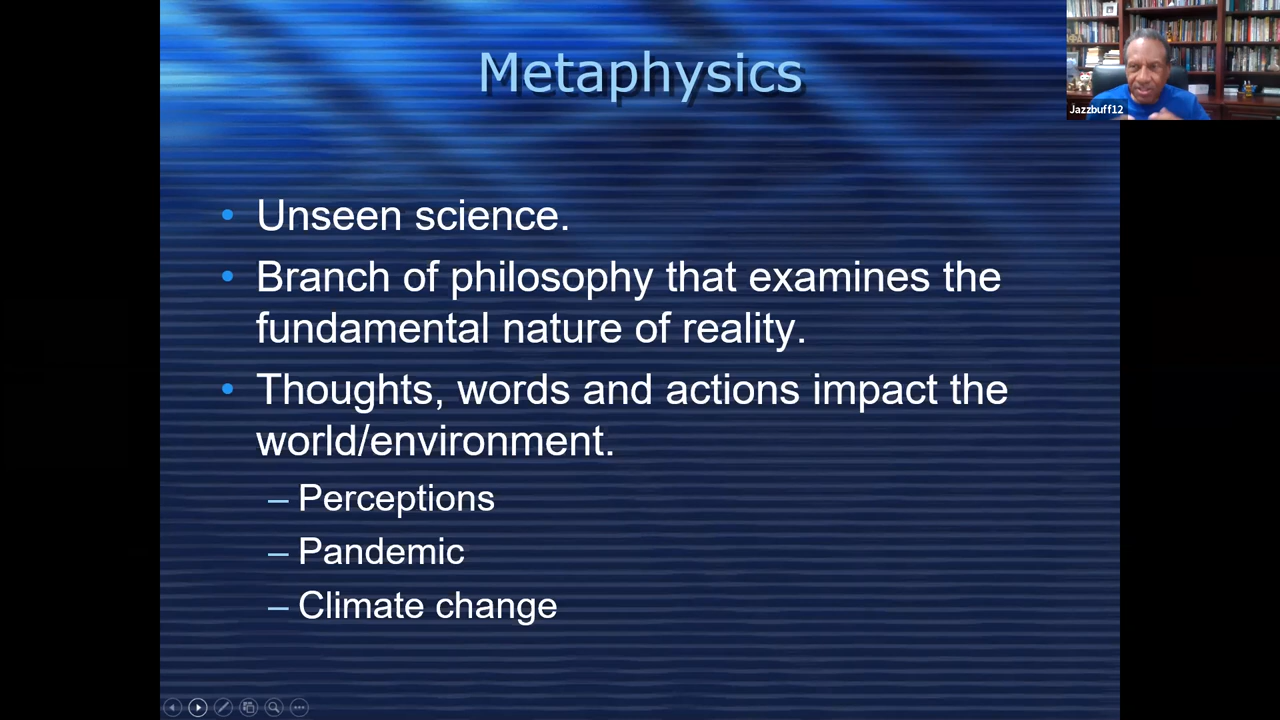 Metaphysics
Jazzbuff12
• Unseen science.
• Branch of philosophy that examines the
fundamental nature of reality.
• Thoughts, words and actions impact the
world/environment.
– Perceptions
– Pandemic
– Climate change